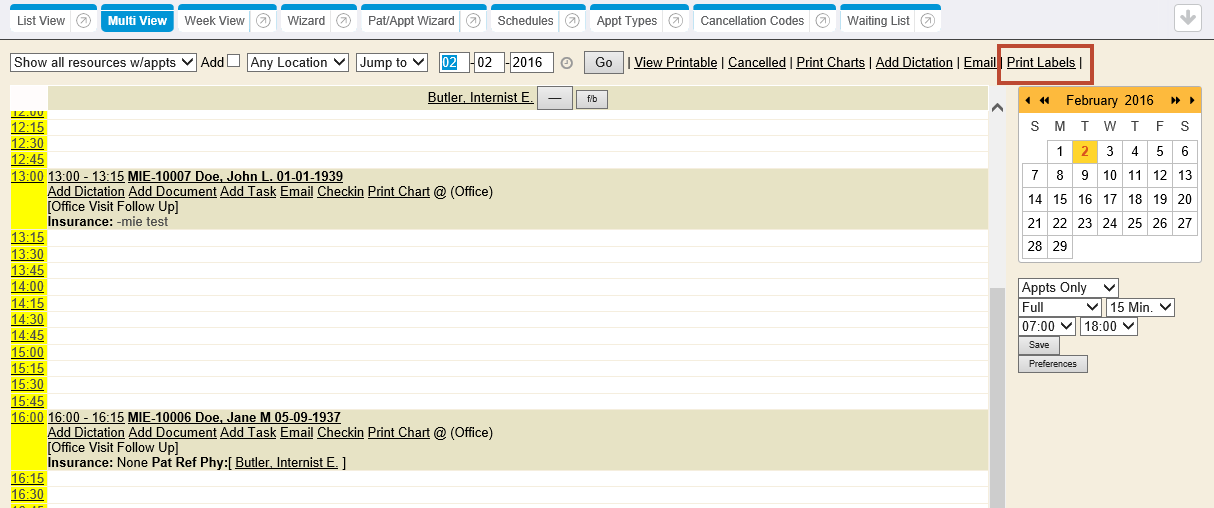 List View Multi View Week View Wizard Pat/Appt Wizard Schedules Appt Types Cancellation Codes Waiting List
Show all resources w/appts Add Any Location Jump to 02 - 02 - 2016 Go | View Printable | Cancelled | Print Charts | Add Dictation | Email | Print Labels |
Butler, Internist E. — f/b
12:00
12:15
12:30
12:45
13:00 13:00 - 13:15 MIE-10007 Doe, John L. 01-01-1939
Add Dictation Add Document Add Task Email Checkin Print Chart @ (Office)
[Office Visit Follow Up]
Insurance: -mie test
13:15
13:30
13:45
14:00
14:15
14:30
14:45
15:00
15:15
15:30
15:45
16:00 16:00 - 16:15 MIE-10006 Doe, Jane M 05-09-1937
Add Dictation Add Document Add Task Email Checkin Print Chart @ (Office)
[Office Visit Follow Up]
Insurance: None Pat Ref Phy:[ Butler, Internist E. ]
16:15
16:30
16:45
February 2016
S M T W T F S
1 2 3 4 5 6
7 8 9 10 11 12 13
14 15 16 17 18 19 20
21 22 23 24 25 26 27
28 29
Appts Only
Full 15 Min.
07:00 18:00
Save
Preferences